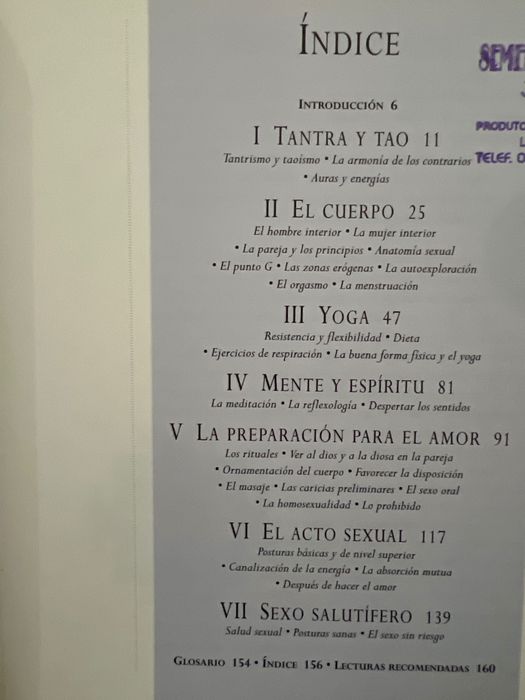 ÍNDICE
INTRODUCCIÓN 6
I TANTRA Y TAO 11
Tantrismo y taoísmo • La armonía de los contrarios
• Auras y energías
II EL CUERPO 25
El hombre interior • La mujer interior
• La pareja y los principios • Anatomía sexual
• El punto G • Las zonas erógenas • La autoexploración
• El orgasmo • La menstruación
III YOGA 47
Resistencia y flexibilidad • Dieta
• Ejercicios de respiración • La buena forma física y el yoga
IV MENTE Y ESPÍRITU 81
La meditación • La reflexología • Despertar los sentidos
V LA PREPARACIÓN PARA EL AMOR 91
Los rituales • Ver al dios y a la diosa en la pareja
• Ornamentación del cuerpo • Favorecer la disposición
• El masaje • Las caricias preliminares • El sexo oral
• La homosexualidad • Lo prohibido
VI EL ACTO SEXUAL 117
Posturas básicas y de nivel superior
• Canalización de la energía • La absorción mutua
• Después de hacer el amor
VII SEXO SALUTÍFERO 139
Salud sexual • Posturas sanas • El sexo sin riesgo
GLOSARIO 154 • ÍNDICE 156 • LECTURAS RECOMENDADAS 160
SEME
PRODUTO
L
TELEF. O